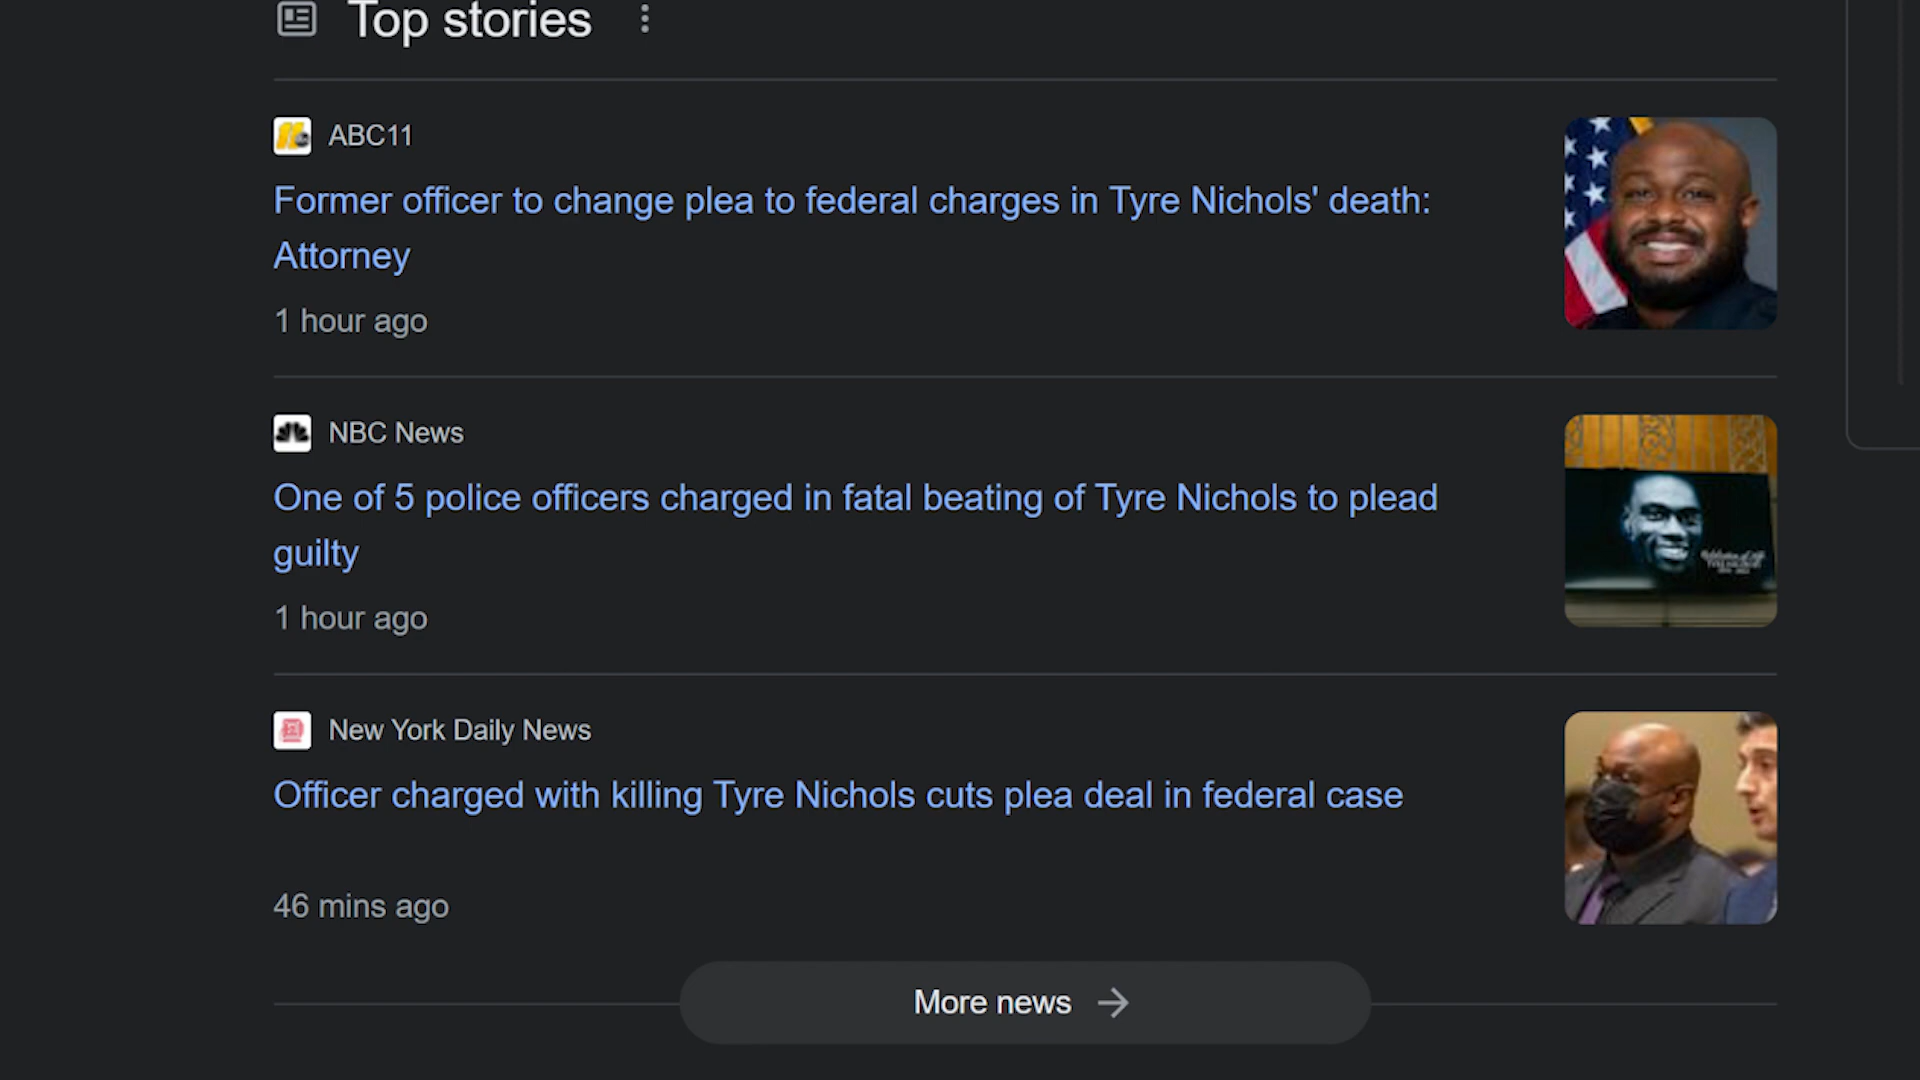 Top stories
ABC11
Former officer to change plea to federal charges in Tyre Nichols' death:
Attorney
1 hour ago
NBC News
One of 5 police officers charged in fatal beating of Tyre Nichols to plead
guilty
1 hour ago
New York Daily News
Officer charged with killing Tyre Nichols cuts plea deal in federal case
46 mins ago
More news